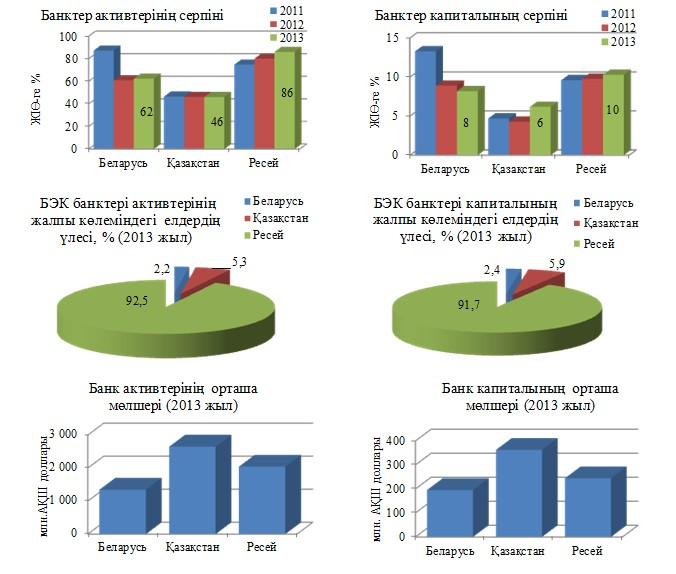 Банктер активтерінің серпіні
2011
2012
2013
ЖІӨ-ге %
100
80
60
40
20
0
62
46
86
Беларусь
Қазақстан
Ресей
Банктер капиталының серпіні
2011
2012
2013
ЖІӨ-ге %
15
10
5
0
8
6
10
Беларусь
Қазақстан
Ресей
БЭК банктері активтерінің
жалпы көлеміндегі елдердің
үлесі, % (2013 жыл)
Беларусь
Қазақстан
Ресей
2,2
5,3
92,5
БЭК банктері капиталының
жалпы көлеміндегі елдердің
үлесі, % (2013 жыл)
Беларусь
Қазақстан
Ресей
2,4
5,9
91,7
Банк активтерінің орташа
мөлшері (2013 жыл)
млн.АҚШ доллары
3 000
2 000
1 000
0
Беларусь
Қазақстан
Ресей
Банк капиталының орташа
мөлшері (2013 жыл)
млн. АҚШ доллары
400
300
200
100
0
Беларусь
Қазақстан
Ресей